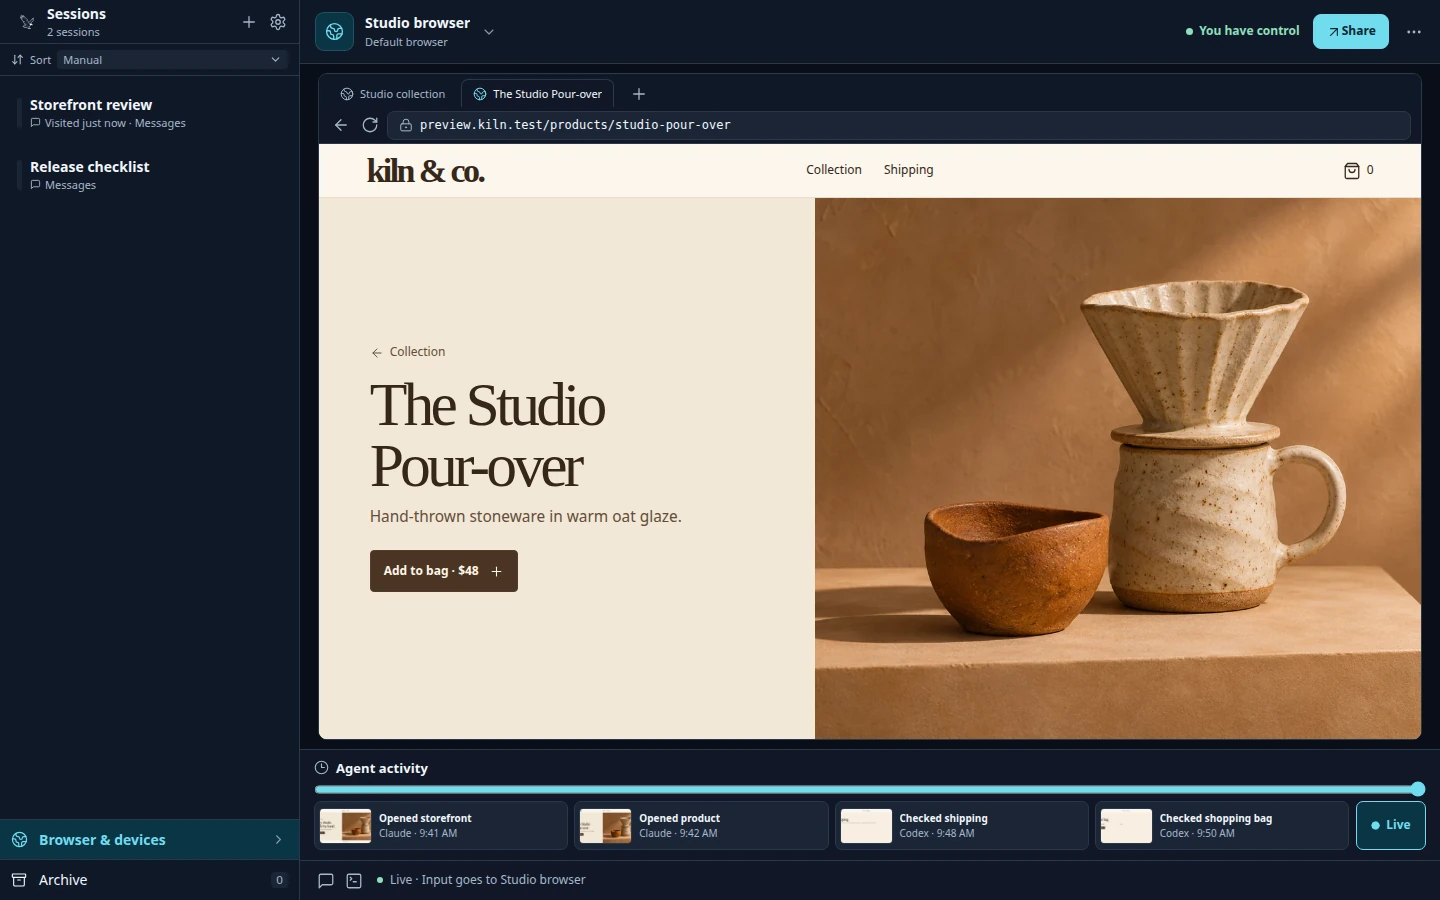 Sessions
2 sessions
Sort Manual
Storefront review
Visited just now · Messages
Release checklist
Messages
Browser & devices
Archive 0
Studio browser
Default browser
You have control
Share
Studio collection
The Studio Pour-over
preview.kiln.test/products/studio-pour-over
kiln & co.
Collection Shipping
0
Collection
The Studio
Pour-over
Hand-thrown stoneware in warm oat glaze.
Add to bag · $48
Agent activity
Opened storefront
Claude · 9:41 AM
Opened product
Claude · 9:42 AM
Checked shipping
Codex · 9:48 AM
Checked shopping bag
Codex · 9:50 AM
Live
Live · Input goes to Studio browser